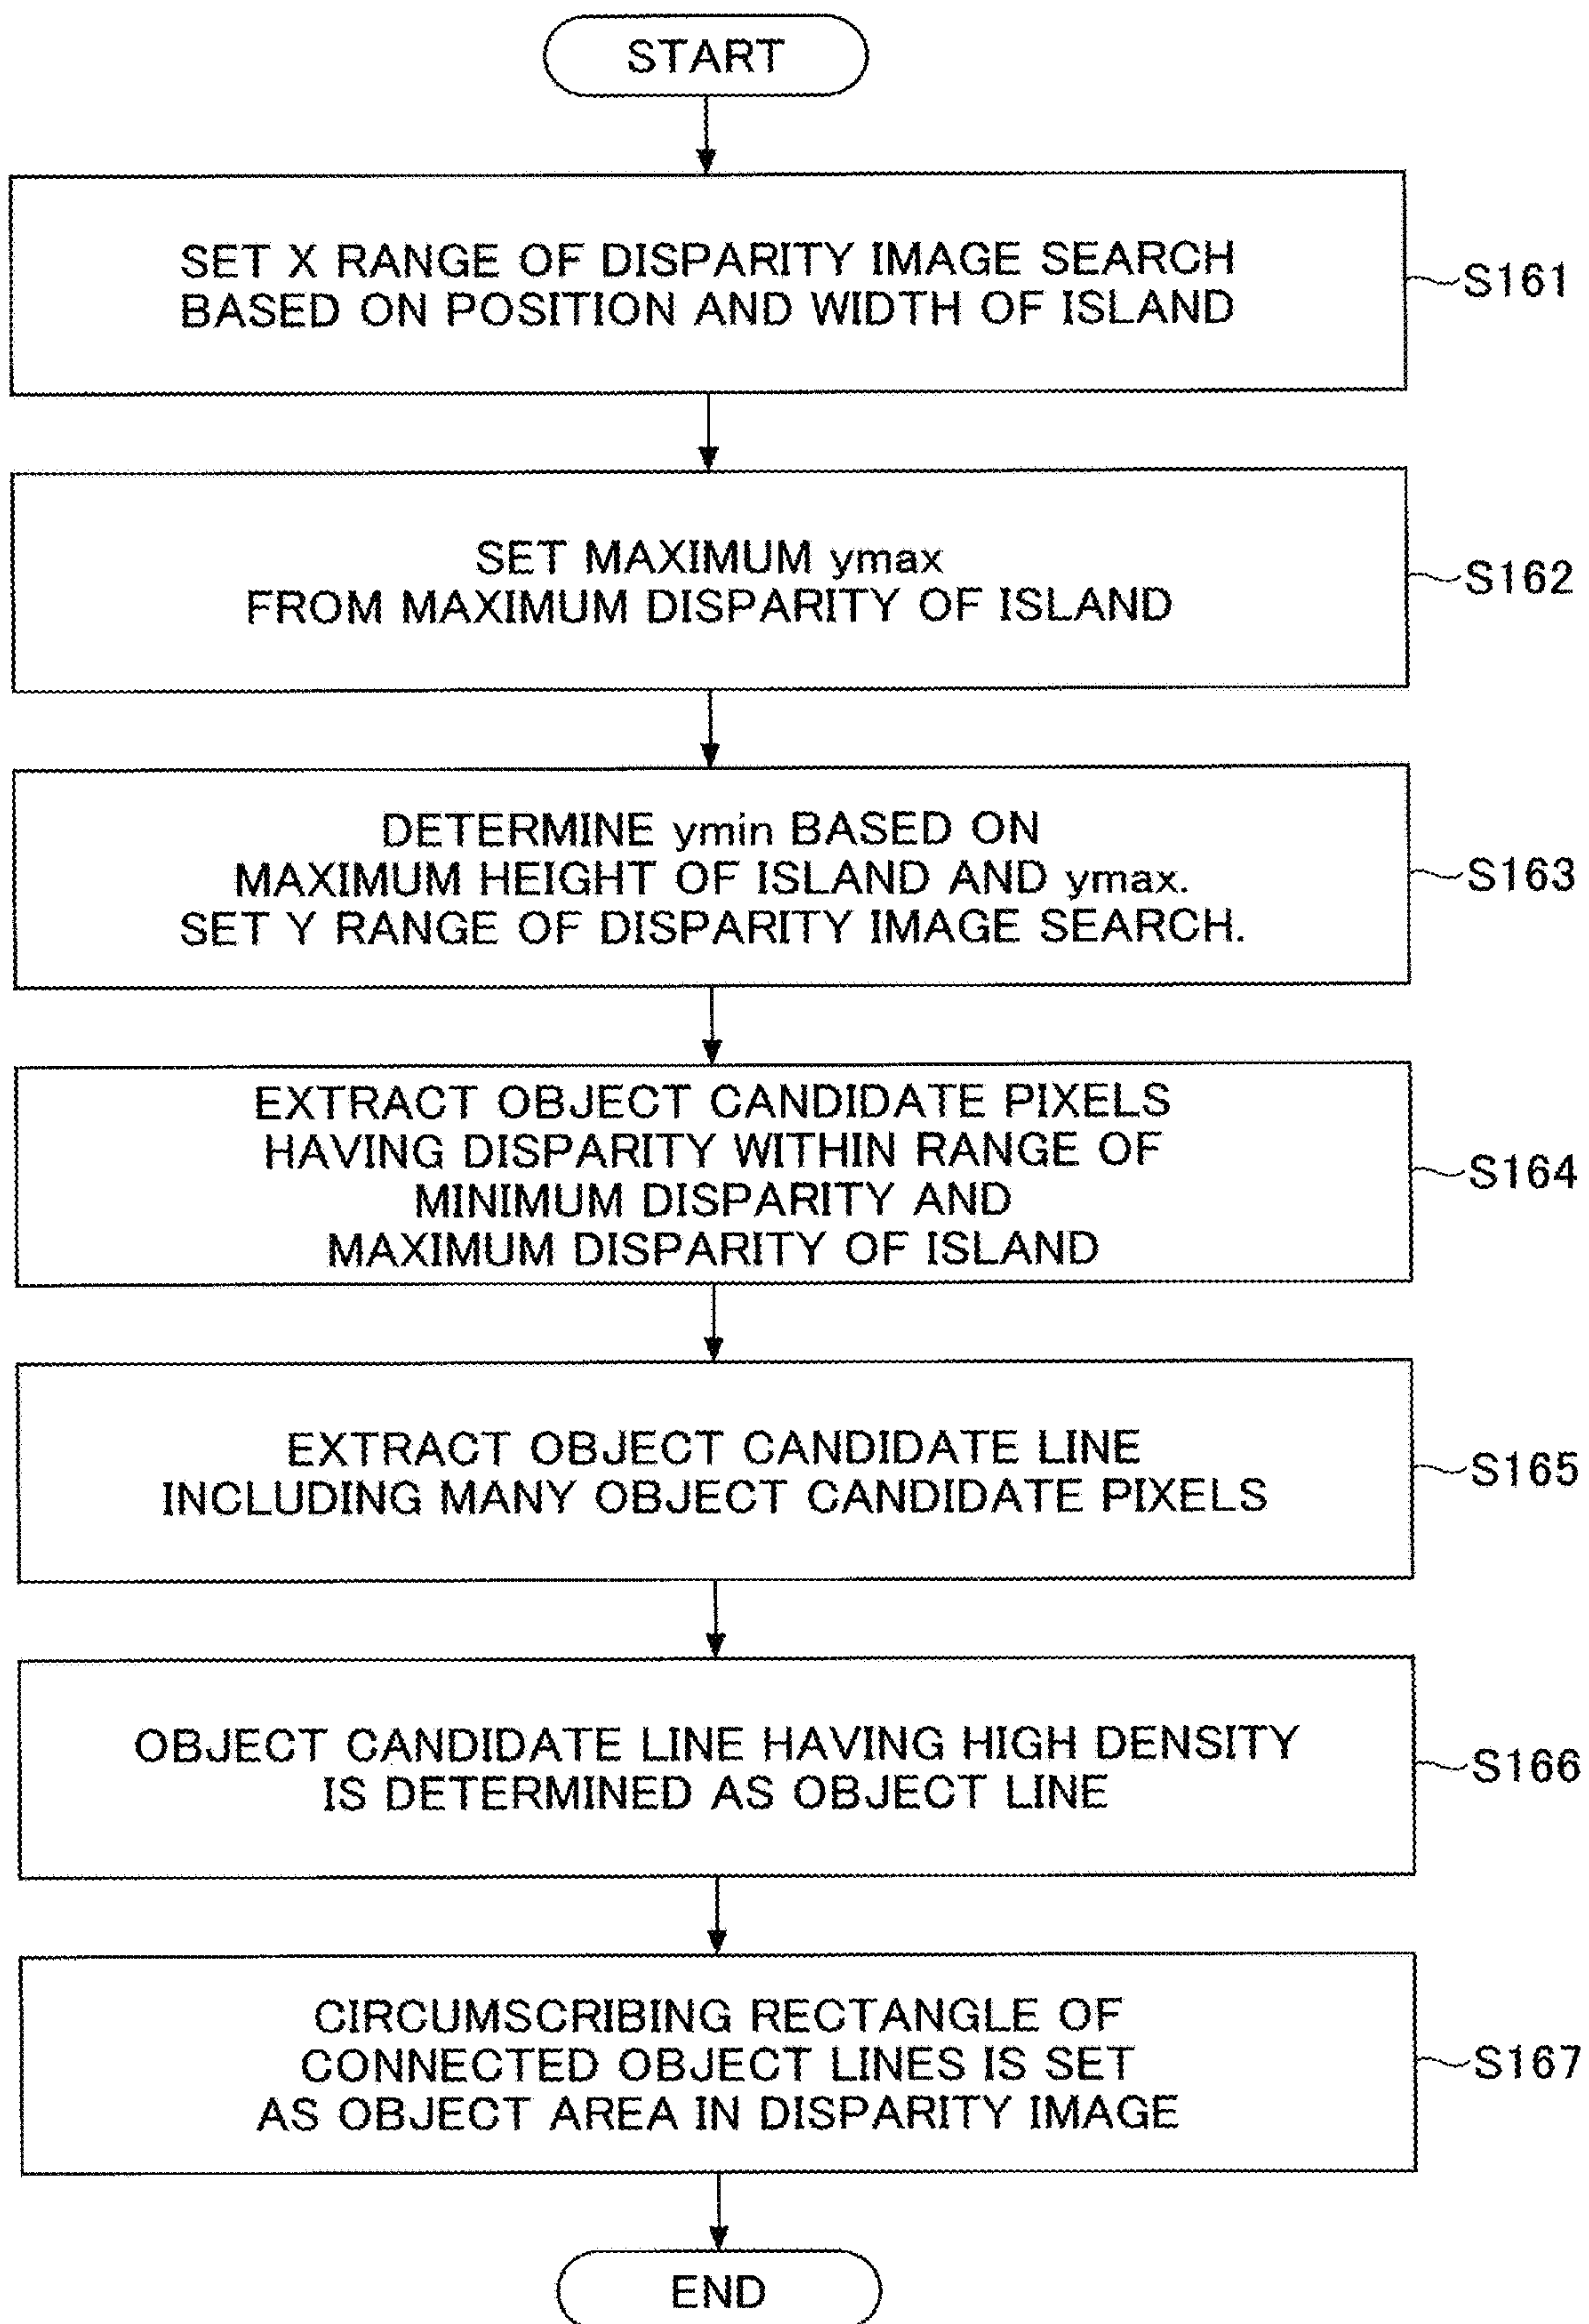 START
SET X RANGE OF DISPARITY IMAGE SEARCH
BASED ON POSITION AND WIDTH OF ISLAND
S161
SET MAXIMUM ymax
FROM MAXIMUM DISPARITY OF ISLAND
S162
DETERMINE ymin BASED ON
MAXIMUM HEIGHT OF ISLAND AND ymax.
SET Y RANGE OF DISPARITY IMAGE SEARCH.
S163
EXTRACT OBJECT CANDIDATE PIXELS
HAVING DISPARITY WITHIN RANGE OF
MINIMUM DISPARITY AND
MAXIMUM DISPARITY OF ISLAND
S164
EXTRACT OBJECT CANDIDATE LINE
INCLUDING MANY OBJECT CANDIDATE PIXELS
S165
OBJECT CANDIDATE LINE HAVING HIGH DENSITY
IS DETERMINED AS OBJECT LINE
S166
CIRCUMSCRIBING RECTANGLE OF
CONNECTED OBJECT LINES IS SET
AS OBJECT AREA IN DISPARITY IMAGE
S167
END